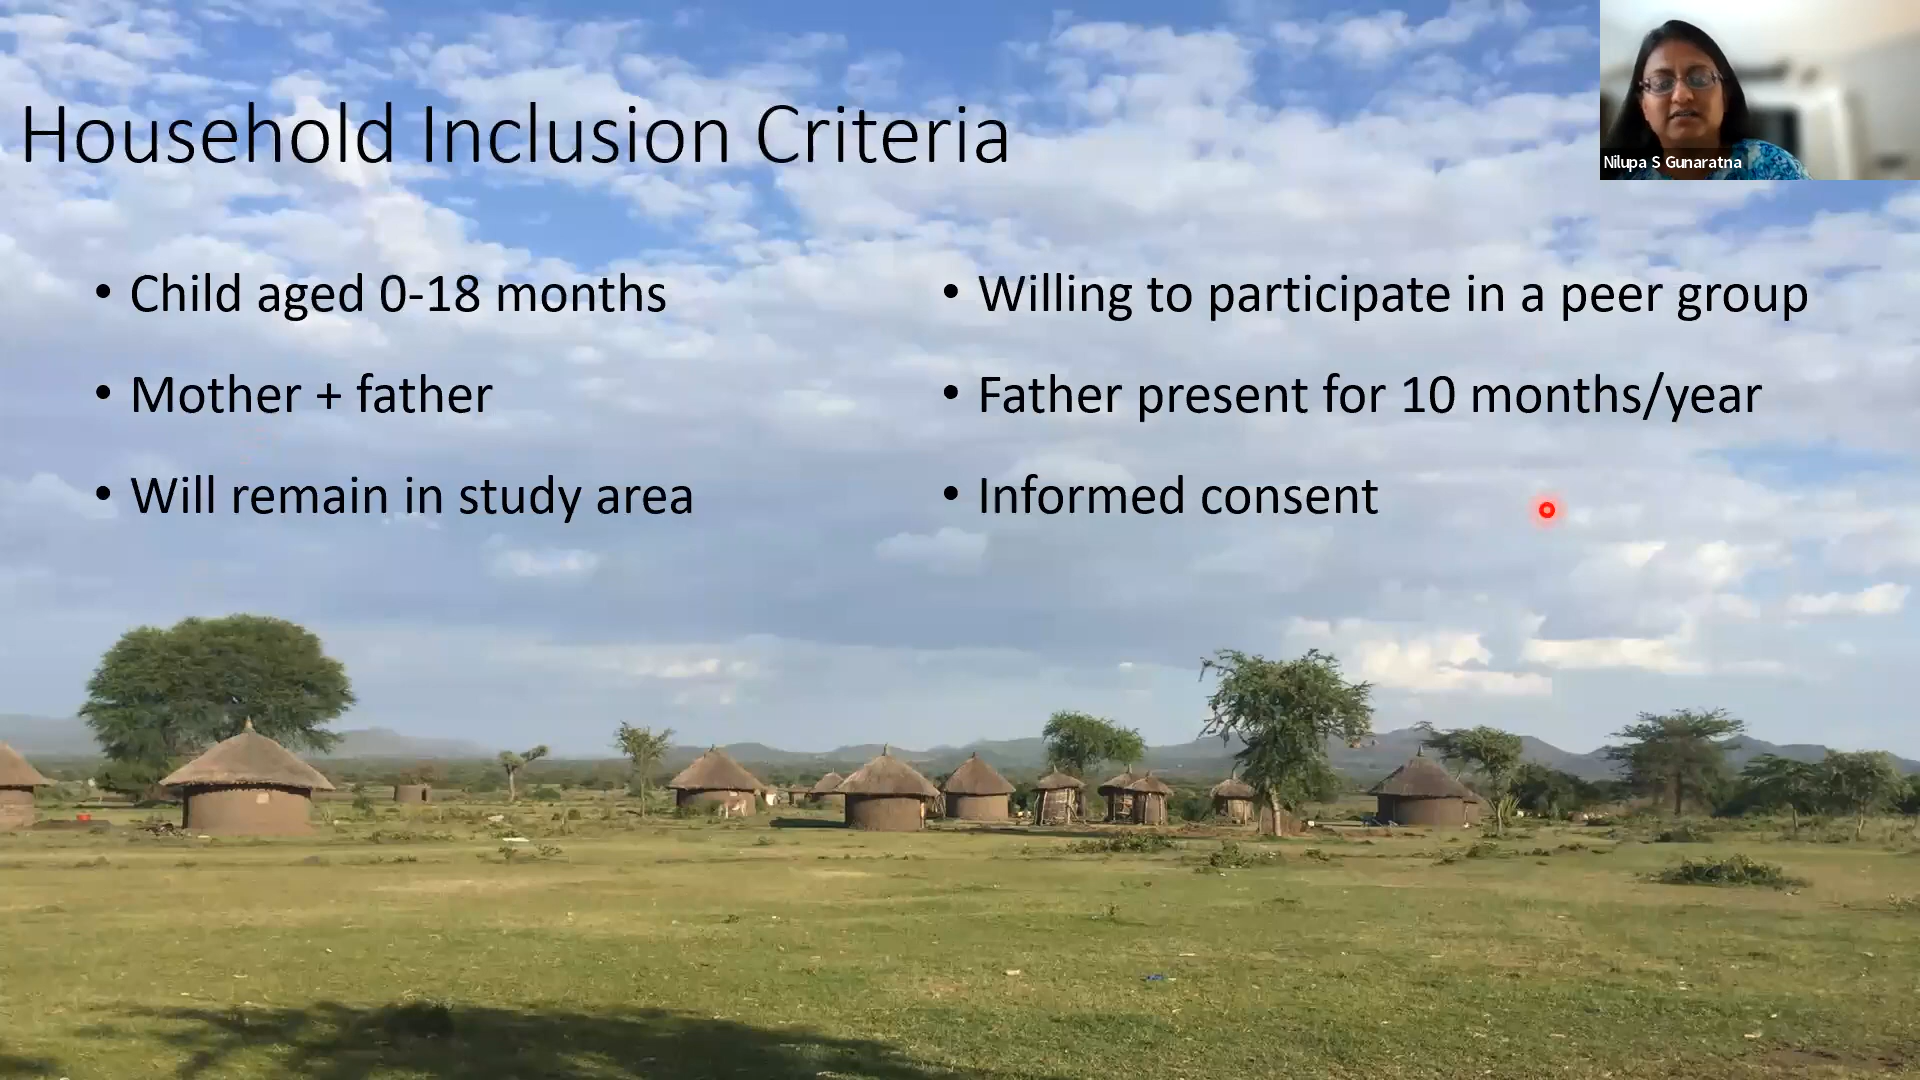 Household Inclusion Criteria
Nilupa S Gunaratna
• Child aged 0-18 months
• Mother + father
• Will remain in study area
• Willing to participate in a peer group
• Father present for 10 months/year
• Informed consent